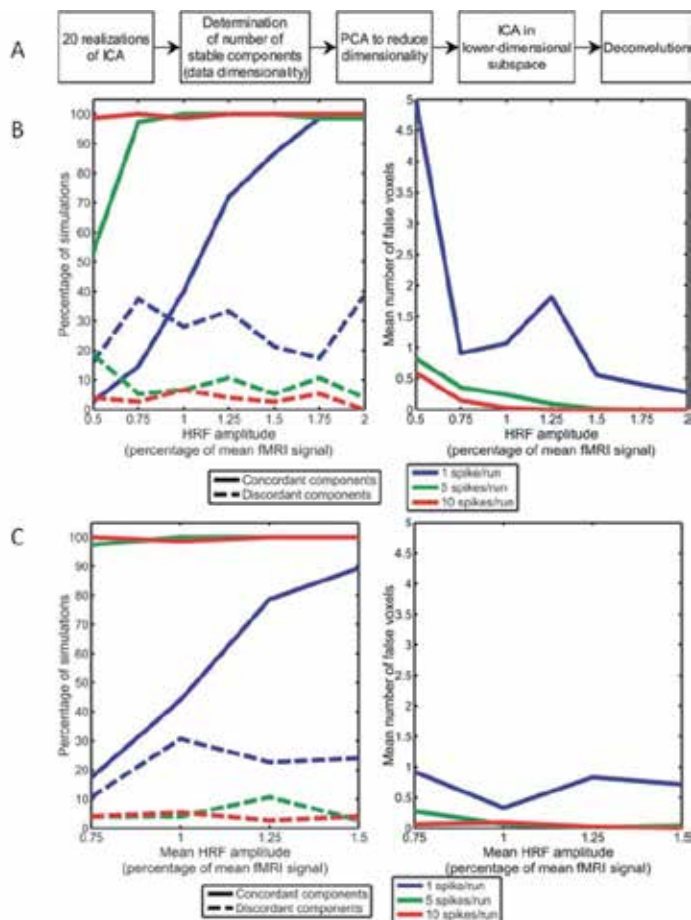 A
20 realizations
of ICA
Determination
of number of
stable components
(data dimensionality)
PCA to reduce
dimensionality
ICA in
lower-dimensional
subspace
Deconvolutions
B
Percentage of simulations
100
90
80
70
60
50
40
30
20
10
0
0.5 0.75 1 1.25 1.5 1.75 2
HRF amplitude
(percentage of mean fMRI signal)
Mean number of false voxels
5
4.5
4
3.5
3
2.5
2
1.5
1
0.5
0
0.5 0.75 1 1.25 1.5 1.75 2
HRF amplitude
(percentage of mean fMRI signal)
Concordant components
Discordant components
1 spike/run
5 spikes/run
10 spikes/run
C
Percentage of simulations
100
90
80
70
60
50
40
30
20
10
0
0.75 1 1.25 1.5
Mean HRF amplitude
(percentage of mean fMRI signal)
Mean number of false voxels
5
4.5
4
3.5
3
2.5
2
1.5
1
0.5
0
0.75 1 1.25 1.5
Mean HRF amplitude
(percentage of mean fMRI signal)
Concordant components
Discordant components
1 spike/run
5 spikes/run
10 spikes/run